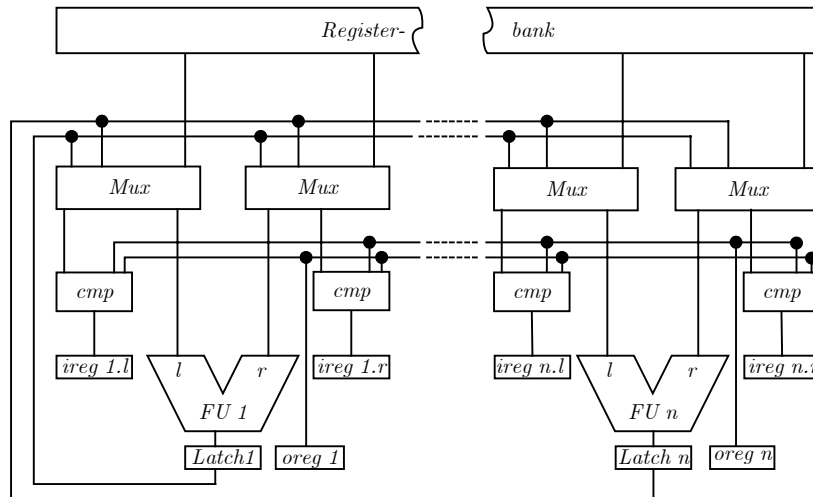 Register- bank
Mux Mux Mux Mux
cmp cmp cmp cmp
ireg 1.l l r ireg 1.r ireg n.l l r ireg n.r
FU 1 FU n
Latch1 oreg 1 Latch n oreg n